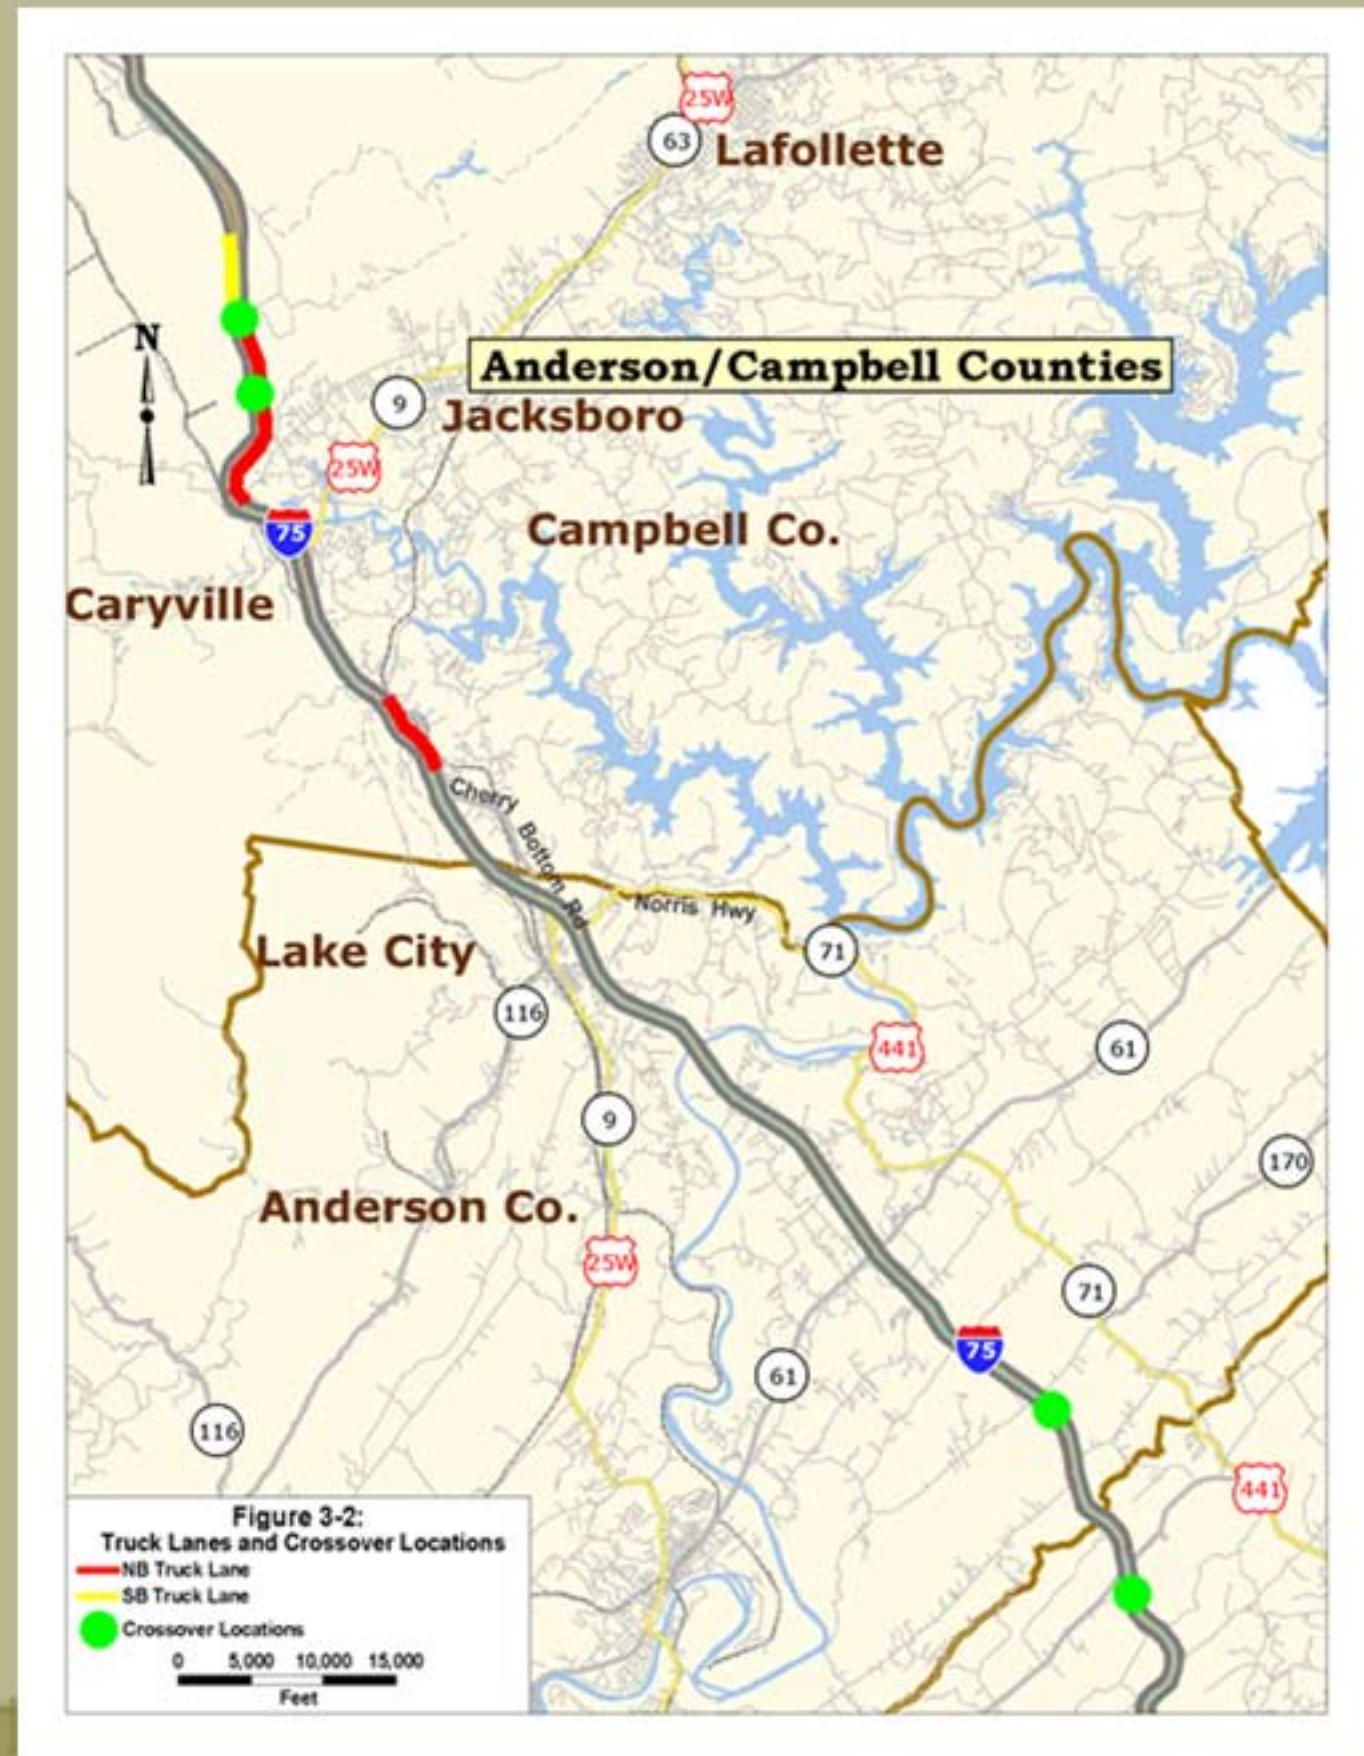 25W
63
Lafollette
N
Anderson/Campbell Counties
9
Jacksboro
25W
75
Campbell Co.
Caryville
Cherry Bottom Rd
Norris Hwy
Lake City
71
116
441
61
9
170
Anderson Co.
25W
71
75
61
116
441
Figure 3-2:
Truck Lanes and Crossover Locations
NB Truck Lane
SB Truck Lane
Crossover Locations
0 5,000 10,000 15,000
Feet